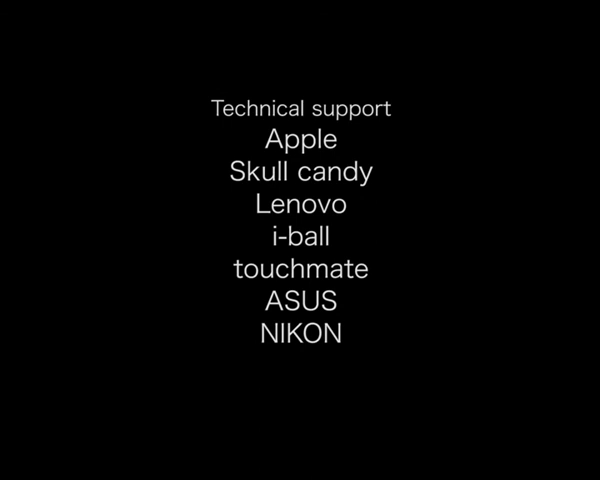 Technical support
Apple
Skull candy
Lenovo
i-ball
touchmate
ASUS
NIKON